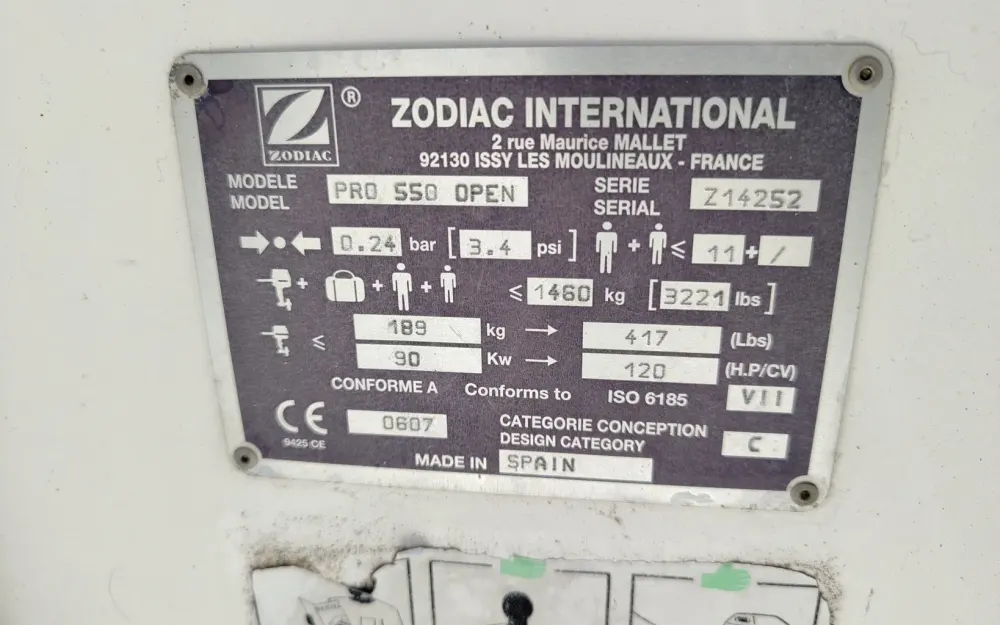 ZODIAC
®
ZODIAC INTERNATIONAL
2 rue Maurice MALLET
92130 ISSY LES MOULINEAUX - FRANCE
MODELE
MODEL
PRO 550 OPEN
SERIE
SERIAL
Z14252
0.24 bar [3.4 psi] + ≤ 11 + /
+ + + ≤ 1460 kg [3221 lbs]
≤ 189 kg → 417 (Lbs)
90 Kw → 120 (H.P/CV)
CONFORME A Conforms to ISO 6185 VII
CE 0607
9425 CE
CATEGORIE CONCEPTION
DESIGN CATEGORY
C
MADE IN SPAIN